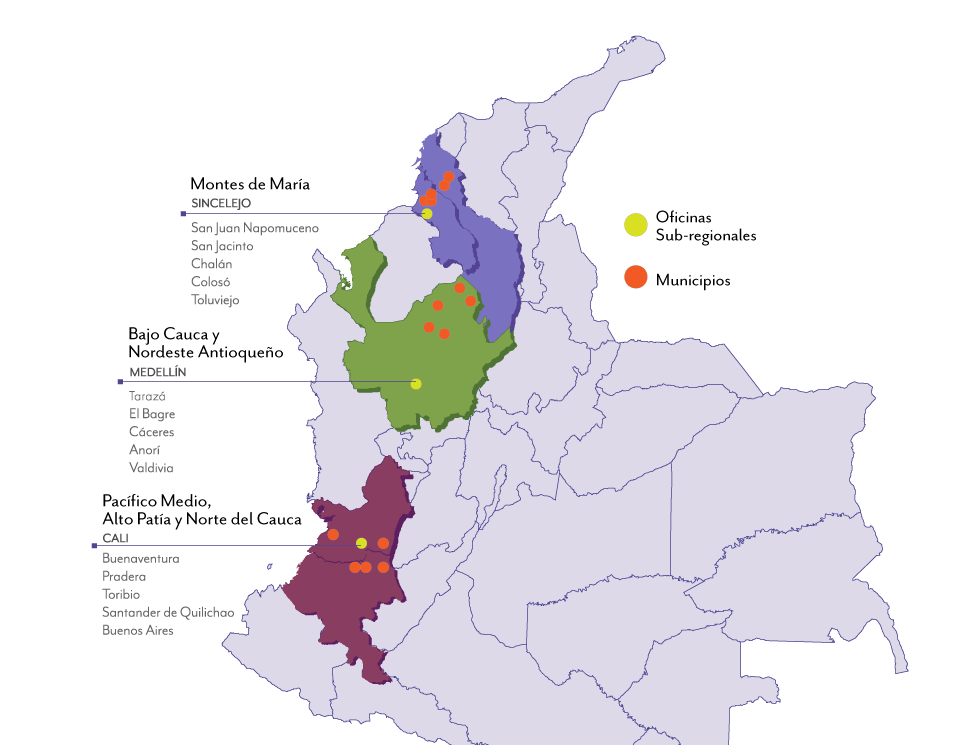 Montes de María
SINCELEJO
San Juan Napomuceno
San Jacinto
Chalán
Colosó
Toluviejo
Oficinas
Sub-regionales
Municipios
Bajo Cauca y
Nordeste Antioqueño
MEDELLÍN
Tarazá
El Bagre
Cáceres
Anorí
Valdivia
Pacífico Medio,
Alto Patía y Norte del Cauca
CALI
Buenaventura
Pradera
Toribio
Santander de Quilichao
Buenos Aires